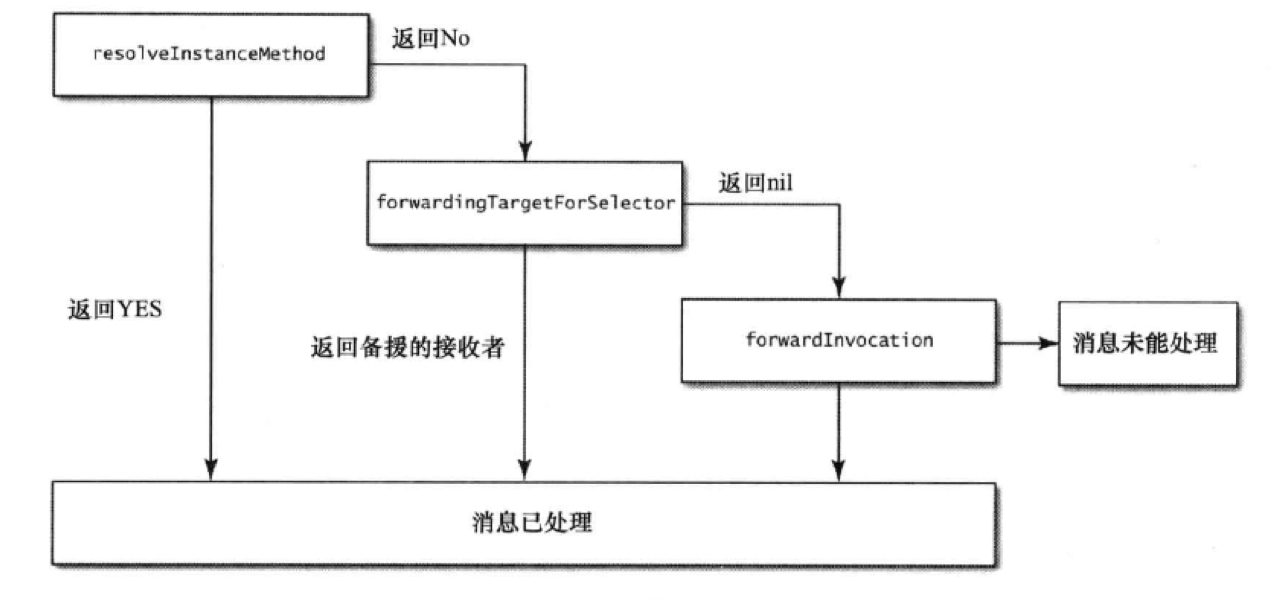 resolveInstanceMethod
返回No
forwardingTargetForSelector
返回nil
返回YES
返回备援的接收者
forwardInvocation
消息未能处理
消息已处理